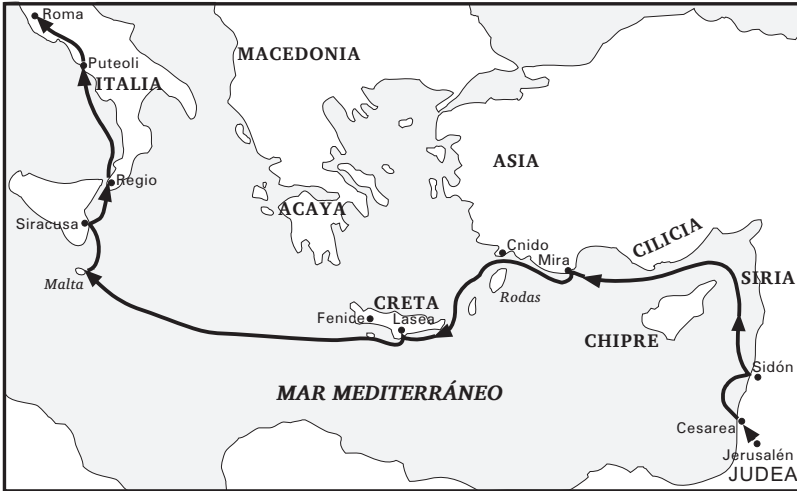 Roma
MACEDONIA
Puteoli
ITALIA
ASIA
Regio
ACAYA
Siracusa
CILICIA
Cnido
Mira
SIRIA
Malta
Rodas
CRETA
Fenice
Lasea
CHIPRE
Sidón
MAR MEDITERRÁNEO
Cesarea
Jerusalén
JUDEA